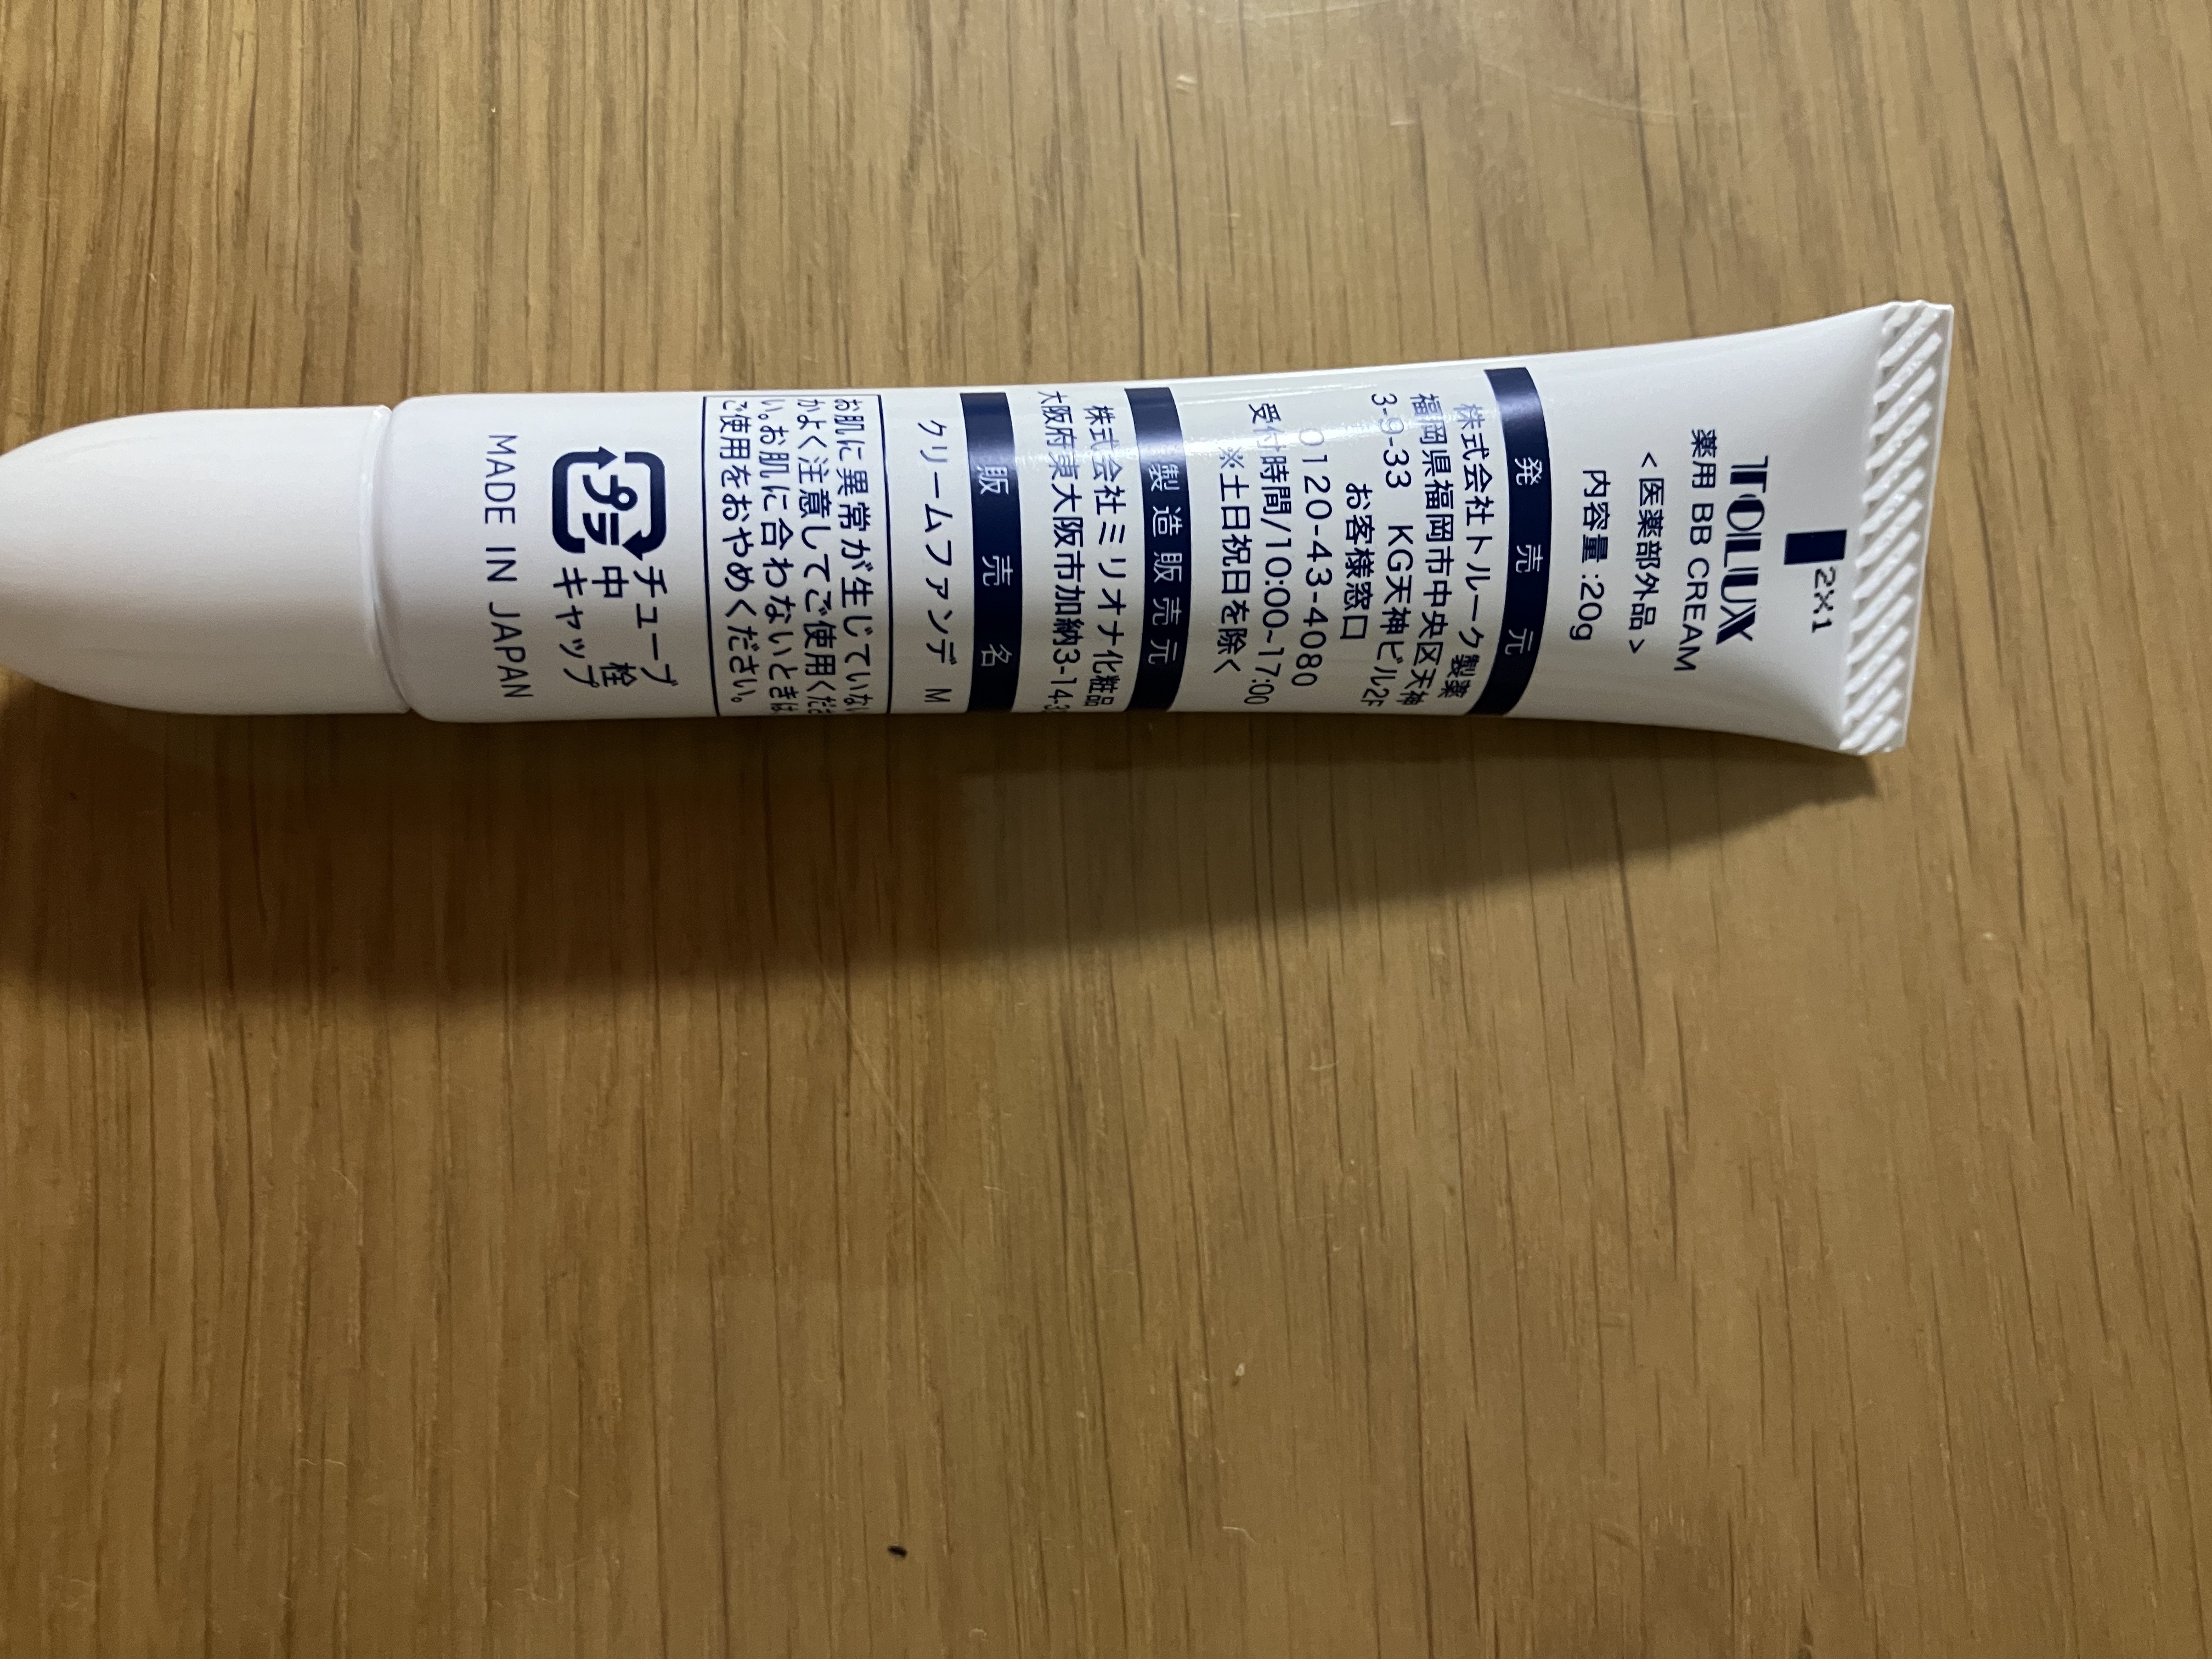 2X1
TOILUX
薬用 BB CREAM
<医薬部外品>
内容量:20g
発売元
株式会社トルーク製薬
福岡県福岡市中央区天神
3-9-33 KG天神ビル2F
お客様窓口
0120-43-4080
受付時間/10:00-17:00
※土日祝日を除く
製造販売元
株式会社ミリオナ化粧品
大阪府東大阪市加納3-14-3
販売名
クリームファンデ M
お肌に異常が生じていない
かよく注意してご使用くださ
い。お肌に合わないときは、
ご使用をおやめください。
プラ
チューブ
中 栓
キャップ
MADE IN JAPAN